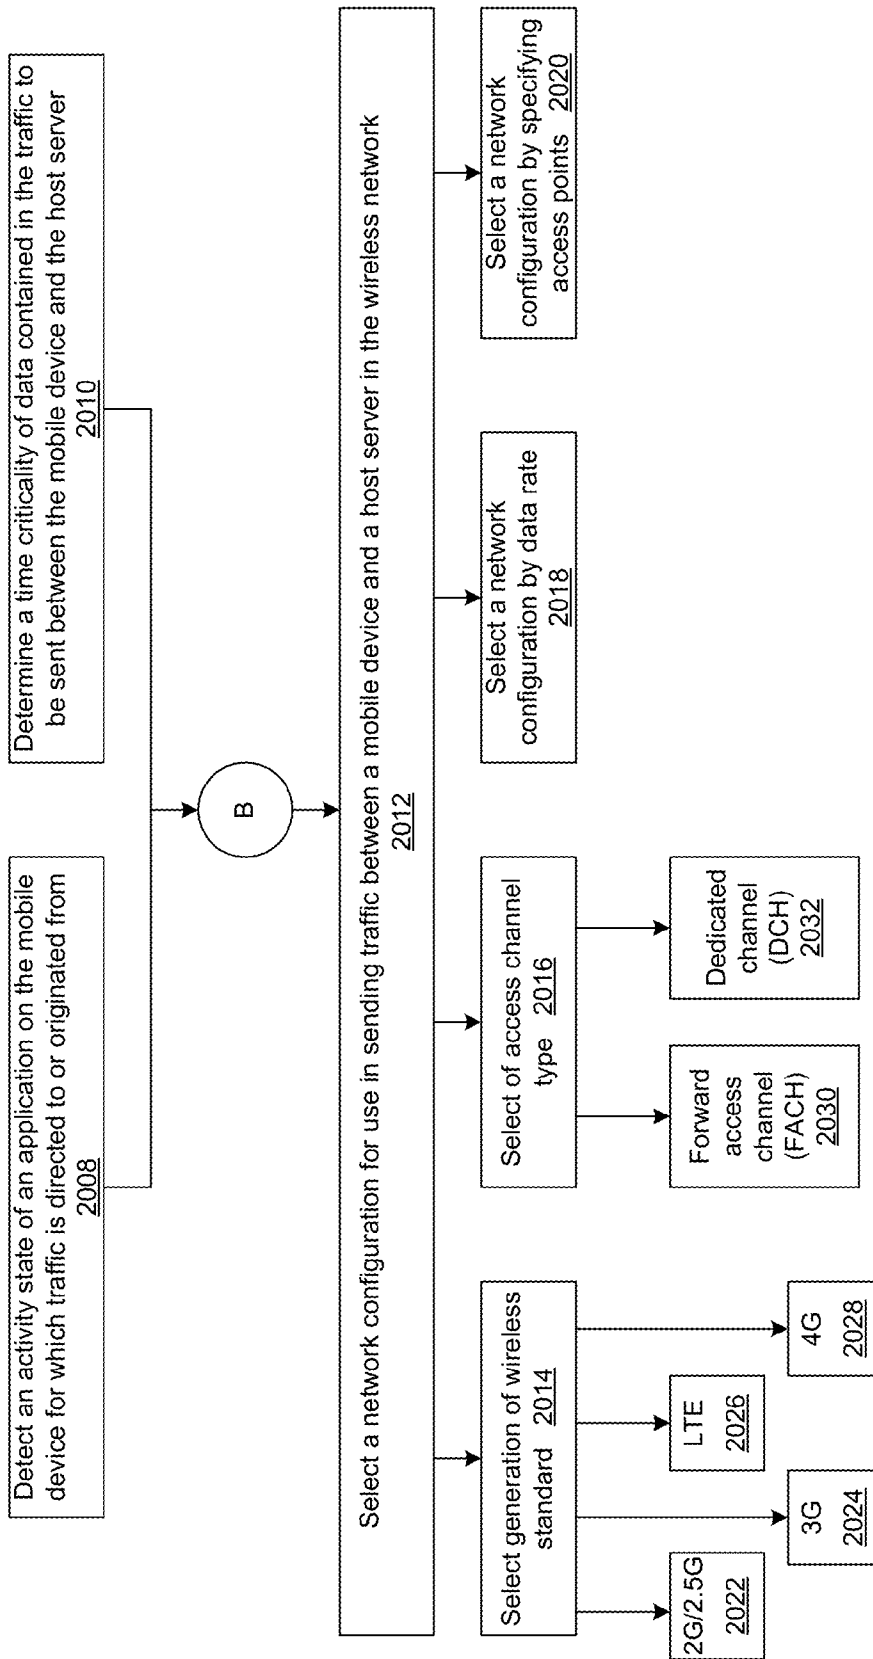 Detect an activity state of an application on the mobile
device for which traffic is directed to or originated from
2008
Determine a time criticality of data contained in the traffic to
be sent between the mobile device and the host server
2010
B
Select a network configuration for use in sending traffic between a mobile device and a host server in the wireless network
2012
Select generation of wireless
standard 2014
Select of access channel
type 2016
Select a network
configuration by data rate
2018
Select a network
configuration by specifying
access points 2020
2G/2.5G
2022
3G
2024
LTE
2026
4G
2028
Forward
access
channel
(FACH)
2030
Dedicated
channel
(DCH)
2032